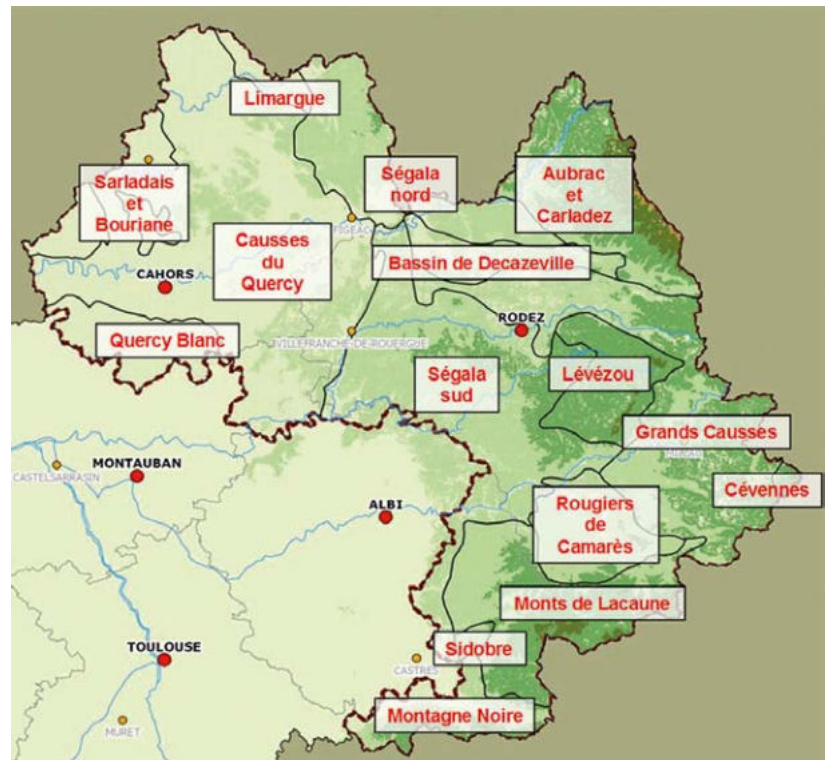 Limargue
Ségala
nord
Aubrac
et
Carladez
Sarladais
et
Bouriane
Causses
du
Quercy
FIGEAC
Bassin de Decazeville
CAHORS
RODEZ
Quercy Blanc
VILLEFRANCHE-DE-ROUERGUE
Ségala
sud
Lévézou
Grands Causses
MONTAUBAN
CASTELSARRASIN
Cévennes
ALBI
Rougiers
de
Camarès
Monts de Lacaune
TOULOUSE
Sidobre
CASTRES
Montagne Noire
MURET